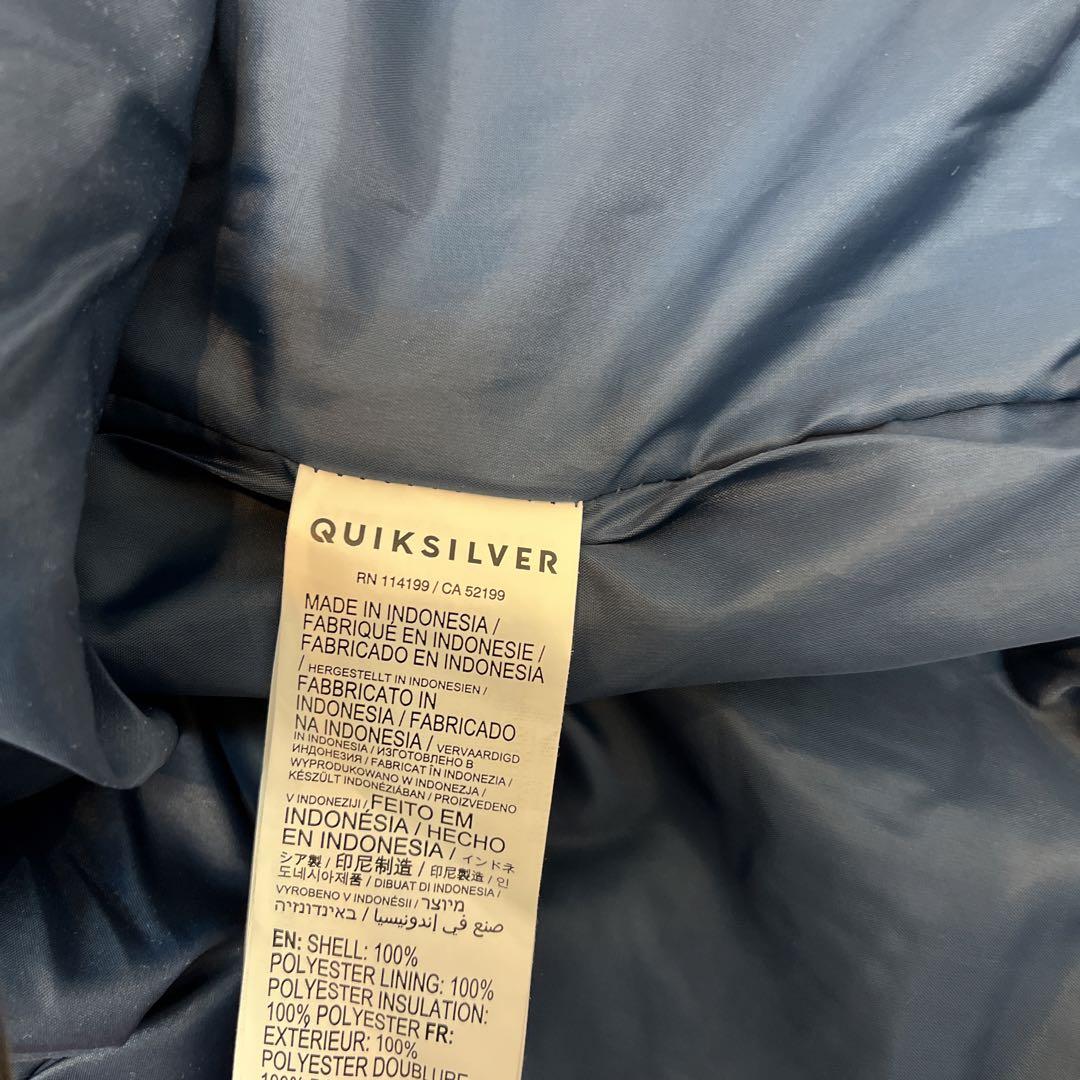 QUIKSILVER
RN 114199 / CA 52199
MADE IN INDONESIA /
FABRIQUÉ EN INDONESIE /
FABRICADO EN INDONESIA
/ HERGESTELLT IN INDONESIEN /
FABBRICATO IN
INDONESIA / FABRICADO
NA INDONESIA / VERVAARDIGD
IN INDONESIA / ИЗГОТОВЛЕНО В
ИНДОНЕЗИЯ / FABRICAT ÎN INDONEZIA /
WYPRODUKOWANO W INDONEZJA /
KÉSZÜLT INDONÉZIÁBAN / PROIZVEDENO
V INDONEZIJI / FEITO EM
INDONÉSIA / HECHO
EN INDONESIA / インドネ
シア製 / 印尼制造 / 印尼製造 / 인
도네시아제품 / DIBUAT DI INDONESIA /
VYROBENO V INDONÉSII / מיוצר
באינדונזיה / صنع في إندونيسيا
EN: SHELL: 100%
POLYESTER LINING: 100%
POLYESTER INSULATION:
100% POLYESTER FR:
EXTÉRIEUR: 100%
POLYESTER DOUBLURE